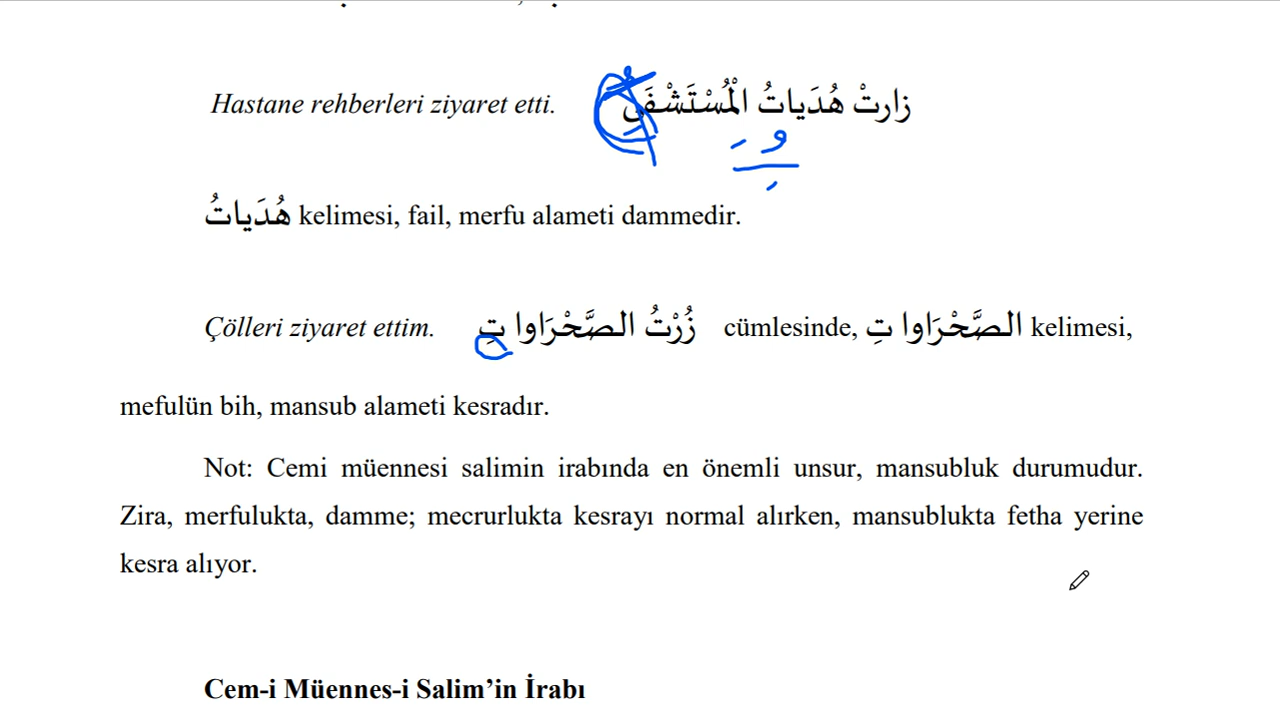 Hastane rehberleri ziyaret etti. زارتْ هُدَياتُ الْمُسْتَشْفَى
هُدَياتُ kelimesi, fail, merfu alameti dammedir.
Çölleri ziyaret ettim. زُرْتُ الصَّحْرَاوا تِ cümlesinde, الصَّحْرَاوا تِ kelimesi,
mefulün bih, mansub alameti kesradır.
Not: Cemi müennesi salimin irabında en önemli unsur, mansubluk durumudur.
Zira, merfulukta, damme; mecrurlukta kesrayı normal alırken, mansublukta fetha yerine
kesra alıyor.
Cem-i Müennes-i Salim’in İrabı